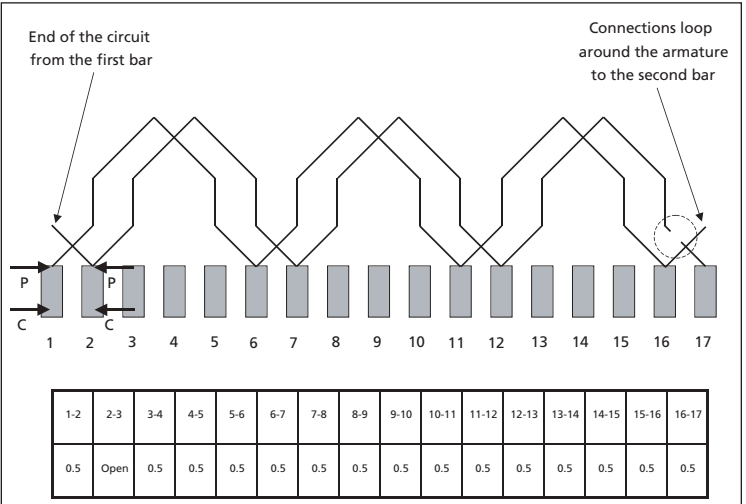 End of the circuit
from the first bar
Connections loop
around the armature
to the second bar
P P
C C
1 2 3 4 5 6 7 8 9 10 11 12 13 14 15 16 17
1-2 2-3 3-4 4-5 5-6 6-7 7-8 8-9 9-10 10-11 11-12 12-13 13-14 14-15 15-16 16-17
0.5 Open 0.5 0.5 0.5 0.5 0.5 0.5 0.5 0.5 0.5 0.5 0.5 0.5 0.5 0.5